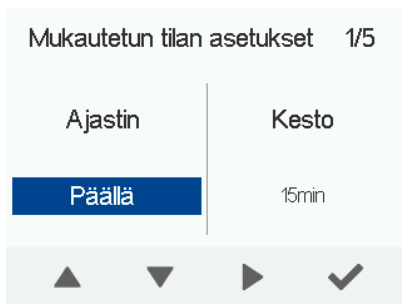 Mukautetun tilan asetukset 1/5
Ajastin
Kesto
Päällä
15min